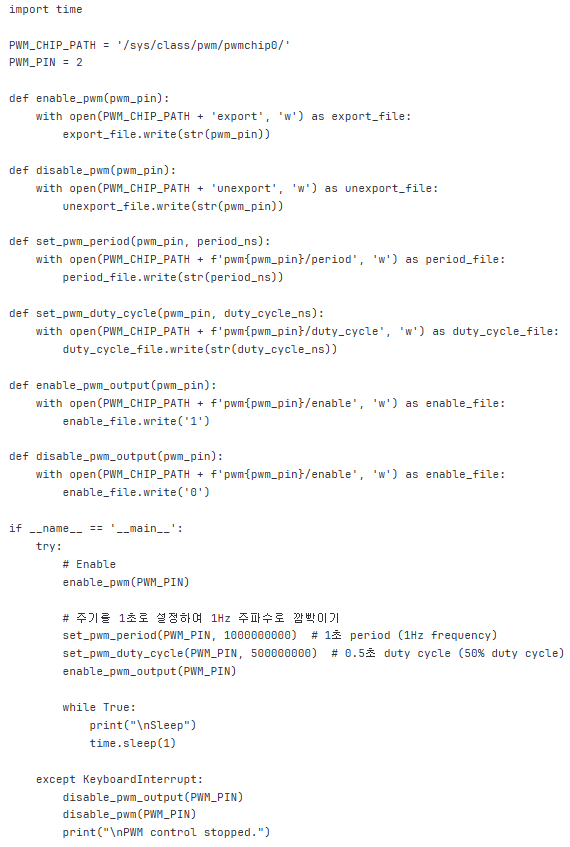 import time

PWM_CHIP_PATH = '/sys/class/pwm/pwmchip0/'
PWM_PIN = 2

def enable_pwm(pwm_pin):
    with open(PWM_CHIP_PATH + 'export', 'w') as export_file:
        export_file.write(str(pwm_pin))

def disable_pwm(pwm_pin):
    with open(PWM_CHIP_PATH + 'unexport', 'w') as unexport_file:
        unexport_file.write(str(pwm_pin))

def set_pwm_period(pwm_pin, period_ns):
    with open(PWM_CHIP_PATH + f'pwm{pwm_pin}/period', 'w') as period_file:
        period_file.write(str(period_ns))

def set_pwm_duty_cycle(pwm_pin, duty_cycle_ns):
    with open(PWM_CHIP_PATH + f'pwm{pwm_pin}/duty_cycle', 'w') as duty_cycle_file:
        duty_cycle_file.write(str(duty_cycle_ns))

def enable_pwm_output(pwm_pin):
    with open(PWM_CHIP_PATH + f'pwm{pwm_pin}/enable', 'w') as enable_file:
        enable_file.write('1')

def disable_pwm_output(pwm_pin):
    with open(PWM_CHIP_PATH + f'pwm{pwm_pin}/enable', 'w') as enable_file:
        enable_file.write('0')

if __name__ == '__main__':
    try:
        # Enable
        enable_pwm(PWM_PIN)

        # 주기를 1초로 설정하여 1Hz 주파수로 깜빡이기
        set_pwm_period(PWM_PIN, 1000000000)  # 1초 period (1Hz frequency)
        set_pwm_duty_cycle(PWM_PIN, 500000000)  # 0.5초 duty cycle (50% duty cycle)
        enable_pwm_output(PWM_PIN)

        while True:
            print("\nSleep")
            time.sleep(1)

    except KeyboardInterrupt:
        disable_pwm_output(PWM_PIN)
        disable_pwm(PWM_PIN)
        print("\nPWM control stopped.")